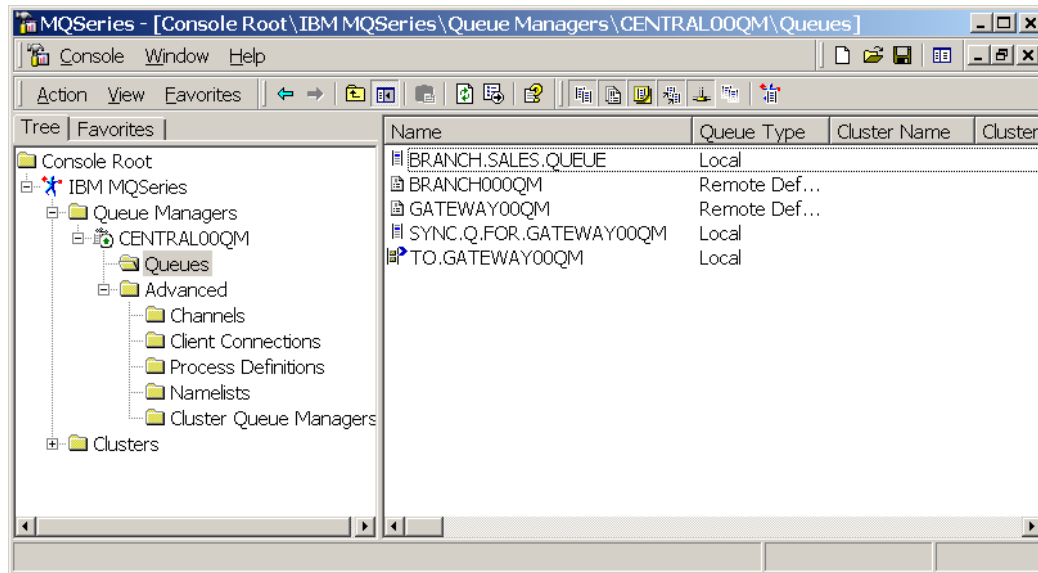 MQSeries - [Console Root\IBM MQSeries\Queue Managers\CENTRAL00QM\Queues]
Console Window Help
Action View Favorites
Tree Favorites
Name Queue Type Cluster Name Cluster
Console Root
IBM MQSeries
Queue Managers
CENTRAL00QM
Queues
Advanced
Channels
Client Connections
Process Definitions
Namelists
Cluster Queue Managers
Clusters
BRANCH.SALES.QUEUE Local
BRANCH000QM Remote Def...
GATEWAY00QM Remote Def...
SYNC.Q.FOR.GATEWAY00QM Local
TO.GATEWAY00QM Local